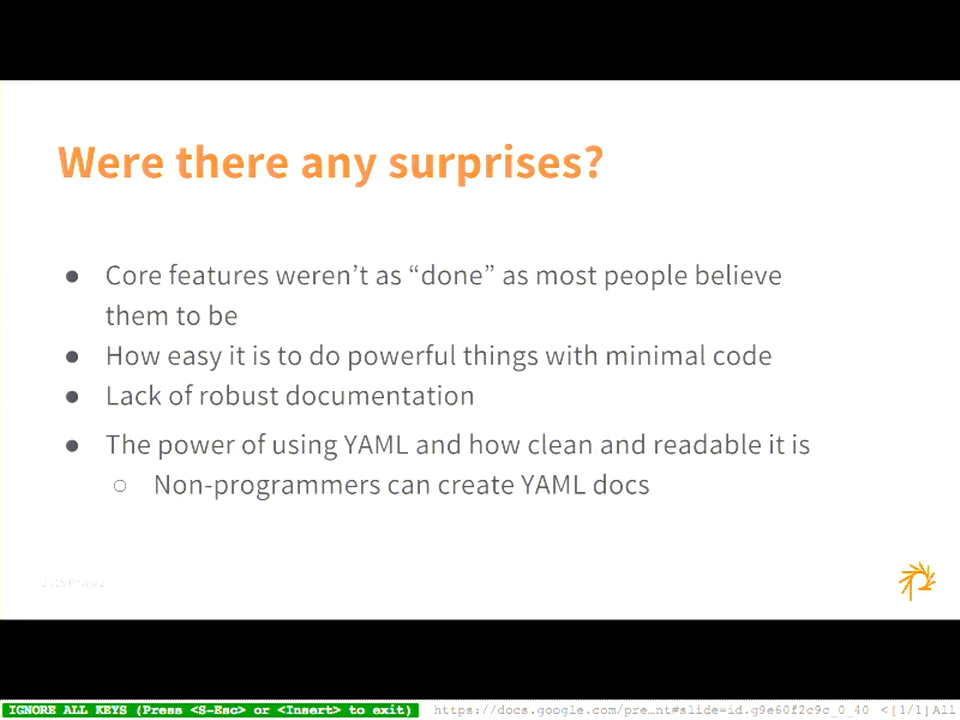 Were there any surprises?
● Core features weren't as “done” as most people believe
them to be
● How easy it is to do powerful things with minimal code
● Lack of robust documentation
● The power of using YAML and how clean and readable it is
○ Non-programmers can create YAML docs
IGNORE ALL KEYS (Press <S-Esc> or <Insert> to exit)
https://docs.google.com/pre…nt#slide=id.g9e60f2c9c_0_40 <{1/1}All